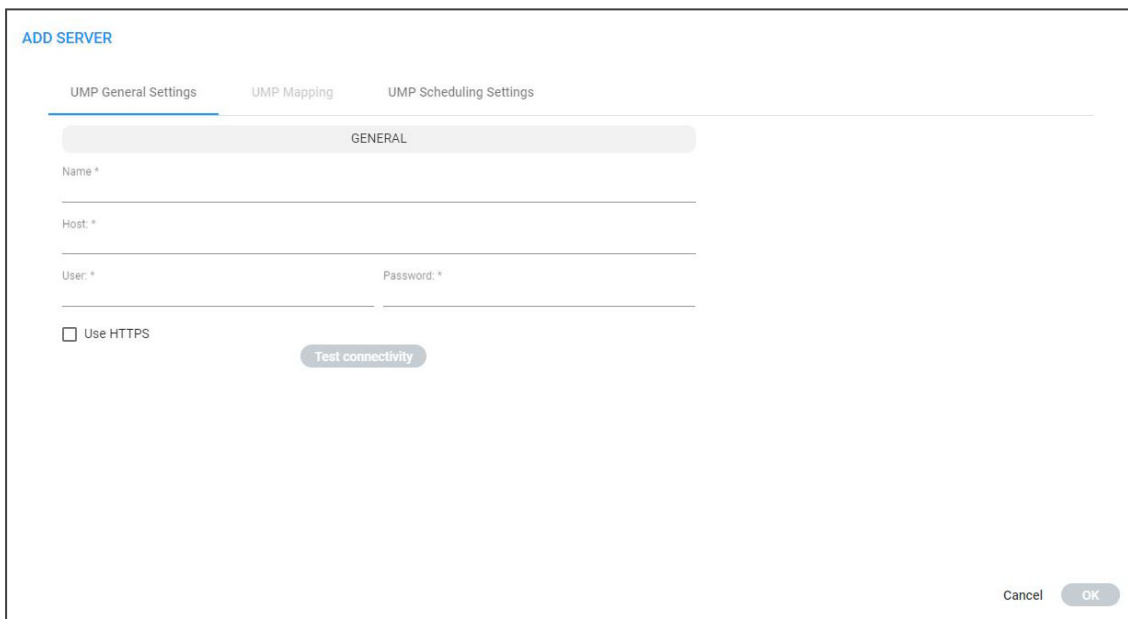 ADD SERVER
UMP General Settings UMP Mapping UMP Scheduling Settings
GENERAL
Name *
Host: *
User: * Password: *
Use HTTPS
Test connectivity
Cancel OK